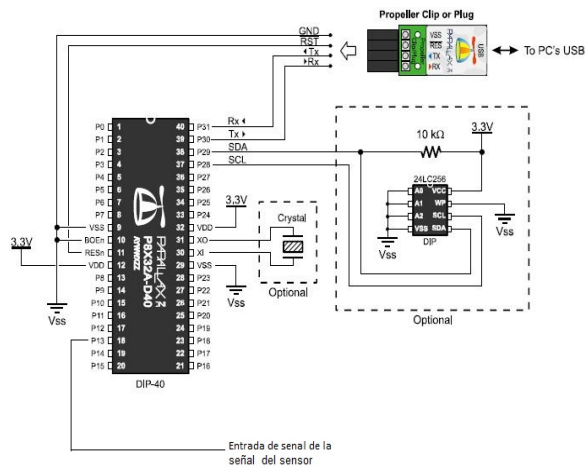 Propeller Clip or Plug
GND
RST
Tx
Rx
VSS
RES
TX
RX
USB
To PC's USB
P0 1 40 P31 Rx
P1 2 39 P30 Tx
P2 3 38 P29 SDA
P3 4 37 P28 SCL
P4 5 36 P27
P5 6 35 P26
P6 7 34 P25
P7 8 33 P24
VSS 9 32 VDD 3.3V
BOEn 10 31 XO
RESn 11 30 XI
3.3V VDD 12 29 VSS
P8 13 28 P23
P9 14 27 P22
P10 15 26 P21
P11 16 25 P20
P12 17 24 P19
P13 18 23 P18
P14 19 22 P17
P15 20 21 P16
PARALLAX
P8X32A-D40
DIP-40
Vss
Vss
Crystal
Optional
10 kΩ
3.3V
24LC256
A0 VCC
A1 WP
A2 SCL
VSS SDA
DIP
Vss
Vss
Optional
Entrada de senal de la
señal del sensor